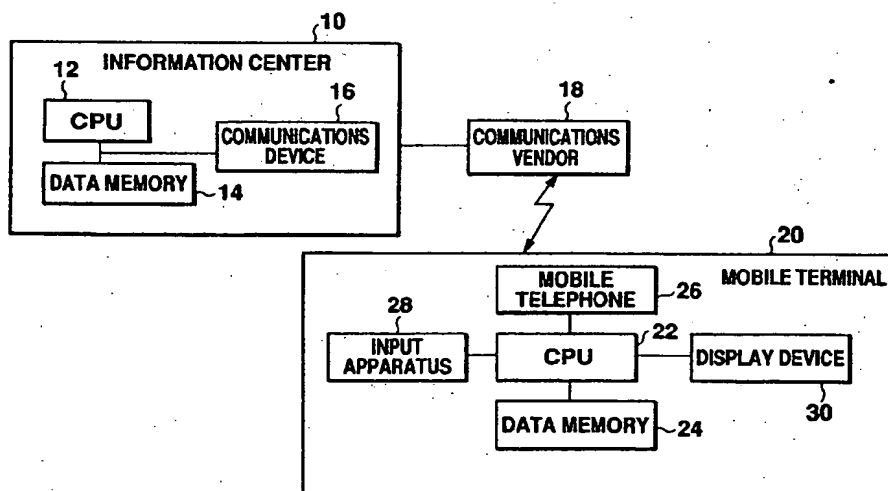 10
INFORMATION CENTER
12
CPU
16
COMMUNICATIONS
DEVICE
DATA MEMORY
14
18
COMMUNICATIONS
VENDOR
20
MOBILE TERMINAL
MOBILE
TELEPHONE
26
28
INPUT
APPARATUS
22
CPU
DISPLAY DEVICE
30
DATA MEMORY
24